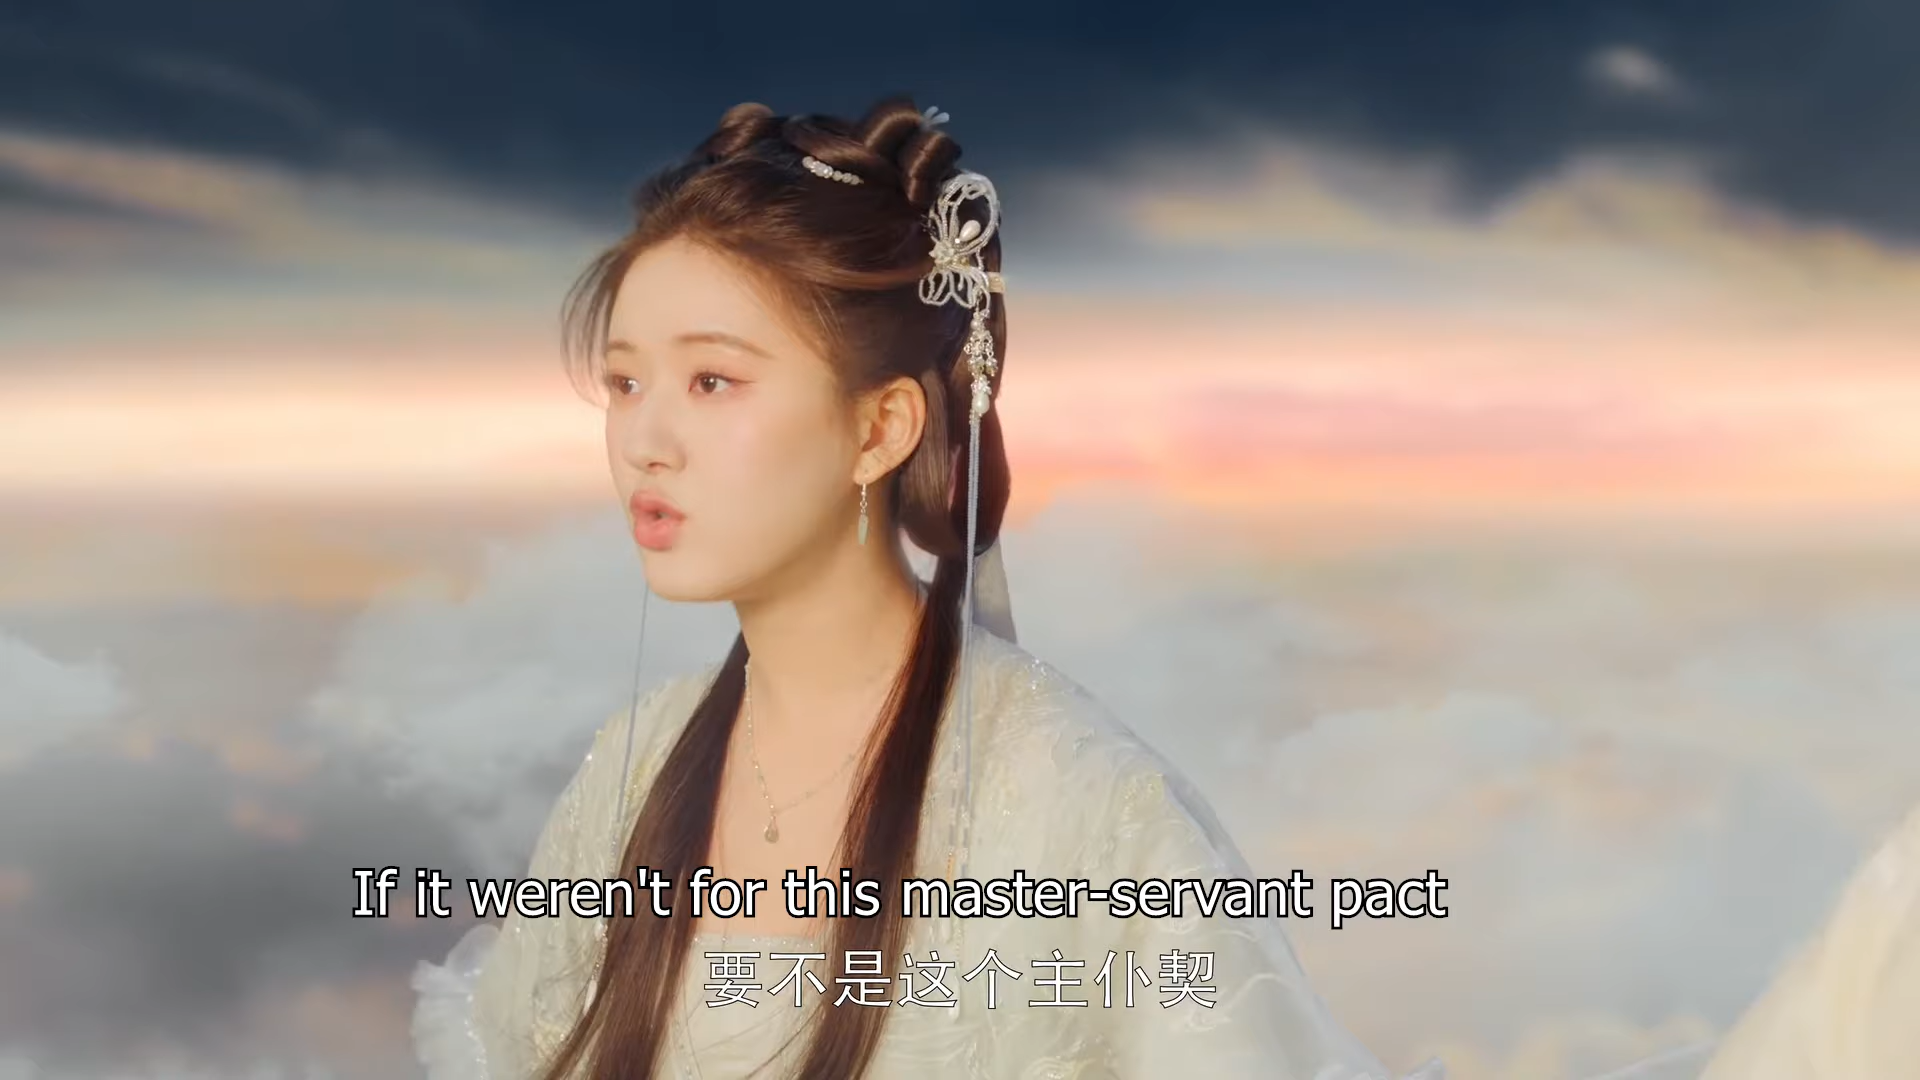 If it weren't for this master-servant pact
要不是这个主仆契